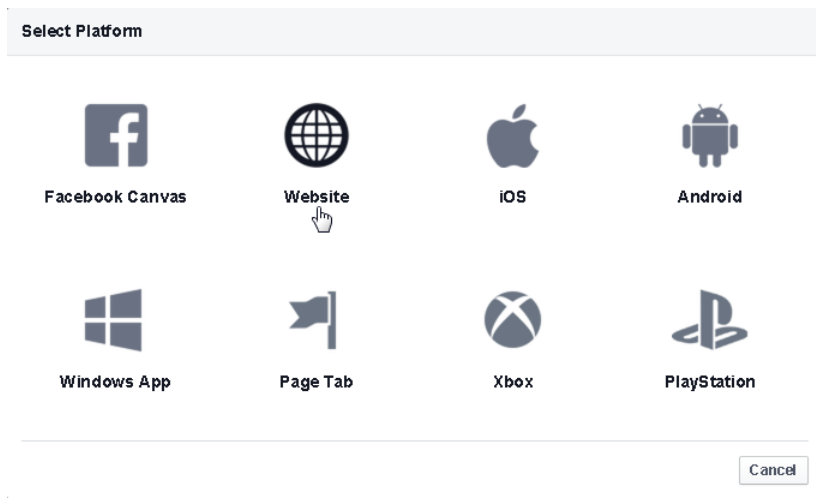 Select Platform
Facebook Canvas
Website
iOS
Android
Windows App
Page Tab
Xbox
PlayStation
Cancel